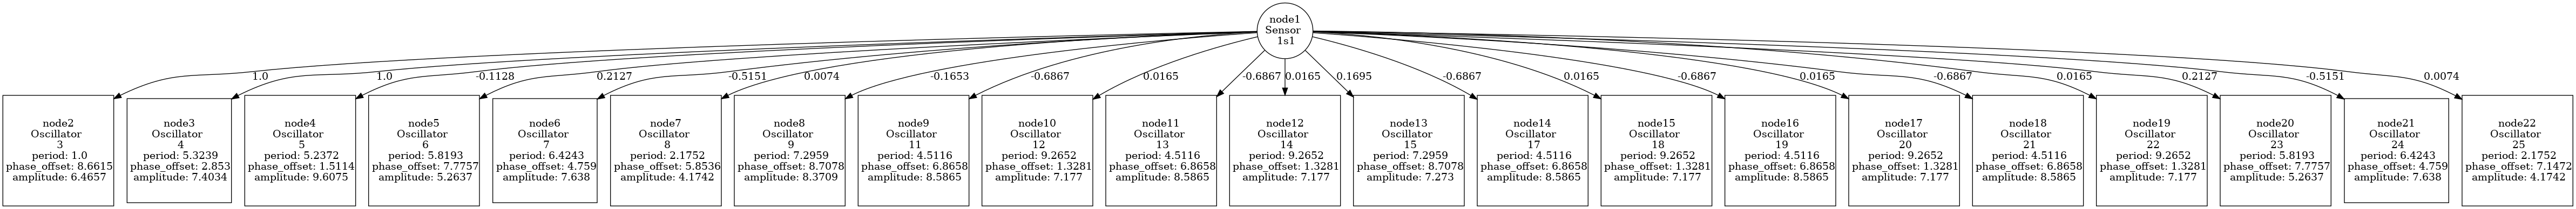 node1
Sensor
1s1
1.0
1.0
-0.1128
0.2127
-0.5151
0.0074
-0.1653
-0.6867
0.0165
-0.6867
0.0165
0.1695
-0.6867
0.0165
-0.6867
0.0165
-0.6867
0.0165
0.2127
-0.5151
0.0074
node2
Oscillator
3
period: 1.0
phase_offset: 8.6615
amplitude: 6.4657
node3
Oscillator
4
period: 5.3239
phase_offset: 2.853
amplitude: 7.4034
node4
Oscillator
5
period: 5.2372
phase_offset: 1.5114
amplitude: 9.6075
node5
Oscillator
6
period: 5.8193
phase_offset: 7.7757
amplitude: 5.2637
node6
Oscillator
7
period: 6.4243
phase_offset: 4.759
amplitude: 7.638
node7
Oscillator
8
period: 2.1752
phase_offset: 5.8536
amplitude: 4.1742
node8
Oscillator
9
period: 7.2959
phase_offset: 8.7078
amplitude: 8.3709
node9
Oscillator
11
period: 4.5116
phase_offset: 6.8658
amplitude: 8.5865
node10
Oscillator
12
period: 9.2652
phase_offset: 1.3281
amplitude: 7.177
node11
Oscillator
13
period: 4.5116
phase_offset: 6.8658
amplitude: 8.5865
node12
Oscillator
14
period: 9.2652
phase_offset: 1.3281
amplitude: 7.177
node13
Oscillator
15
period: 7.2959
phase_offset: 8.7078
amplitude: 7.273
node14
Oscillator
17
period: 4.5116
phase_offset: 6.8658
amplitude: 8.5865
node15
Oscillator
18
period: 9.2652
phase_offset: 1.3281
amplitude: 7.177
node16
Oscillator
19
period: 4.5116
phase_offset: 6.8658
amplitude: 8.5865
node17
Oscillator
20
period: 9.2652
phase_offset: 1.3281
amplitude: 7.177
node18
Oscillator
21
period: 4.5116
phase_offset: 6.8658
amplitude: 8.5865
node19
Oscillator
22
period: 9.2652
phase_offset: 1.3281
amplitude: 7.177
node20
Oscillator
23
period: 5.8193
phase_offset: 7.7757
amplitude: 5.2637
node21
Oscillator
24
period: 6.4243
phase_offset: 4.759
amplitude: 7.638
node22
Oscillator
25
period: 2.1752
phase_offset: 7.1472
amplitude: 4.1742